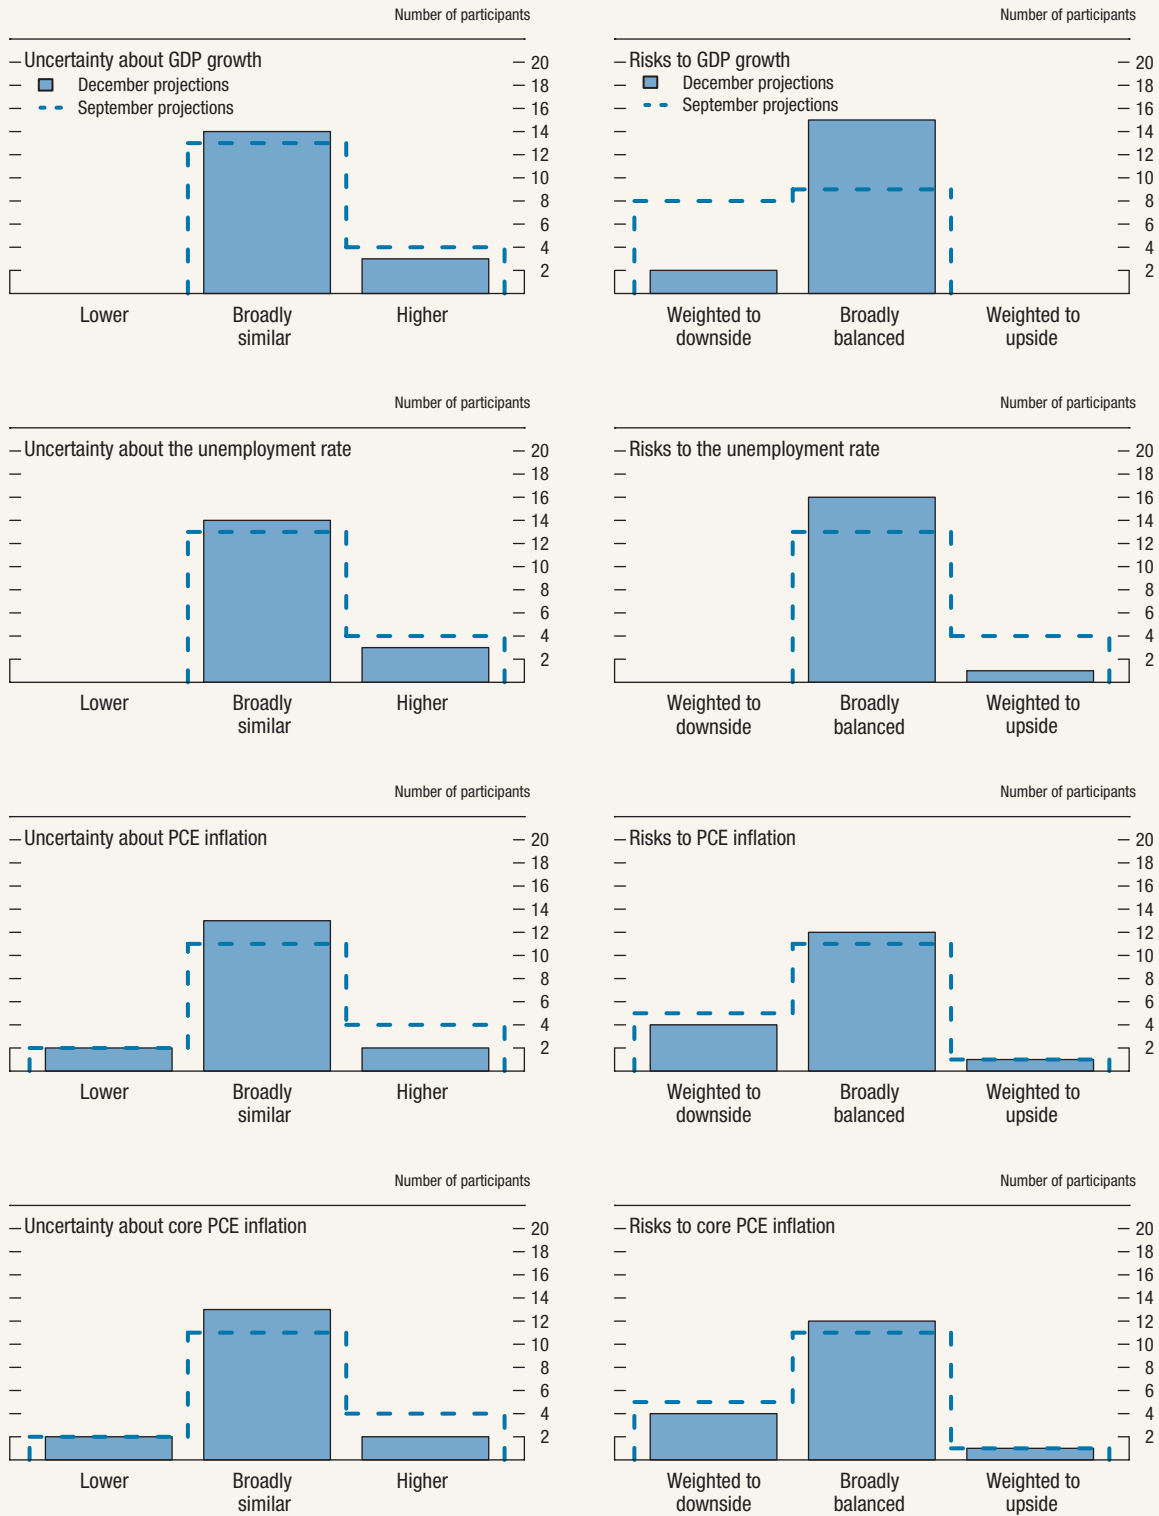 Number of participants
Uncertainty about GDP growth
December projections
September projections
20
18
16
14
12
10
8
6
4
2
Lower
Broadly
similar
Higher
Number of participants
Risks to GDP growth
December projections
September projections
20
18
16
14
12
10
8
6
4
2
Weighted to
downside
Broadly
balanced
Weighted to
upside
Number of participants
Uncertainty about the unemployment rate
20
18
16
14
12
10
8
6
4
2
Lower
Broadly
similar
Higher
Number of participants
Risks to the unemployment rate
20
18
16
14
12
10
8
6
4
2
Weighted to
downside
Broadly
balanced
Weighted to
upside
Number of participants
Uncertainty about PCE inflation
20
18
16
14
12
10
8
6
4
2
Lower
Broadly
similar
Higher
Number of participants
Risks to PCE inflation
20
18
16
14
12
10
8
6
4
2
Weighted to
downside
Broadly
balanced
Weighted to
upside
Number of participants
Uncertainty about core PCE inflation
20
18
16
14
12
10
8
6
4
2
Lower
Broadly
similar
Higher
Number of participants
Risks to core PCE inflation
20
18
16
14
12
10
8
6
4
2
Weighted to
downside
Broadly
balanced
Weighted to
upside